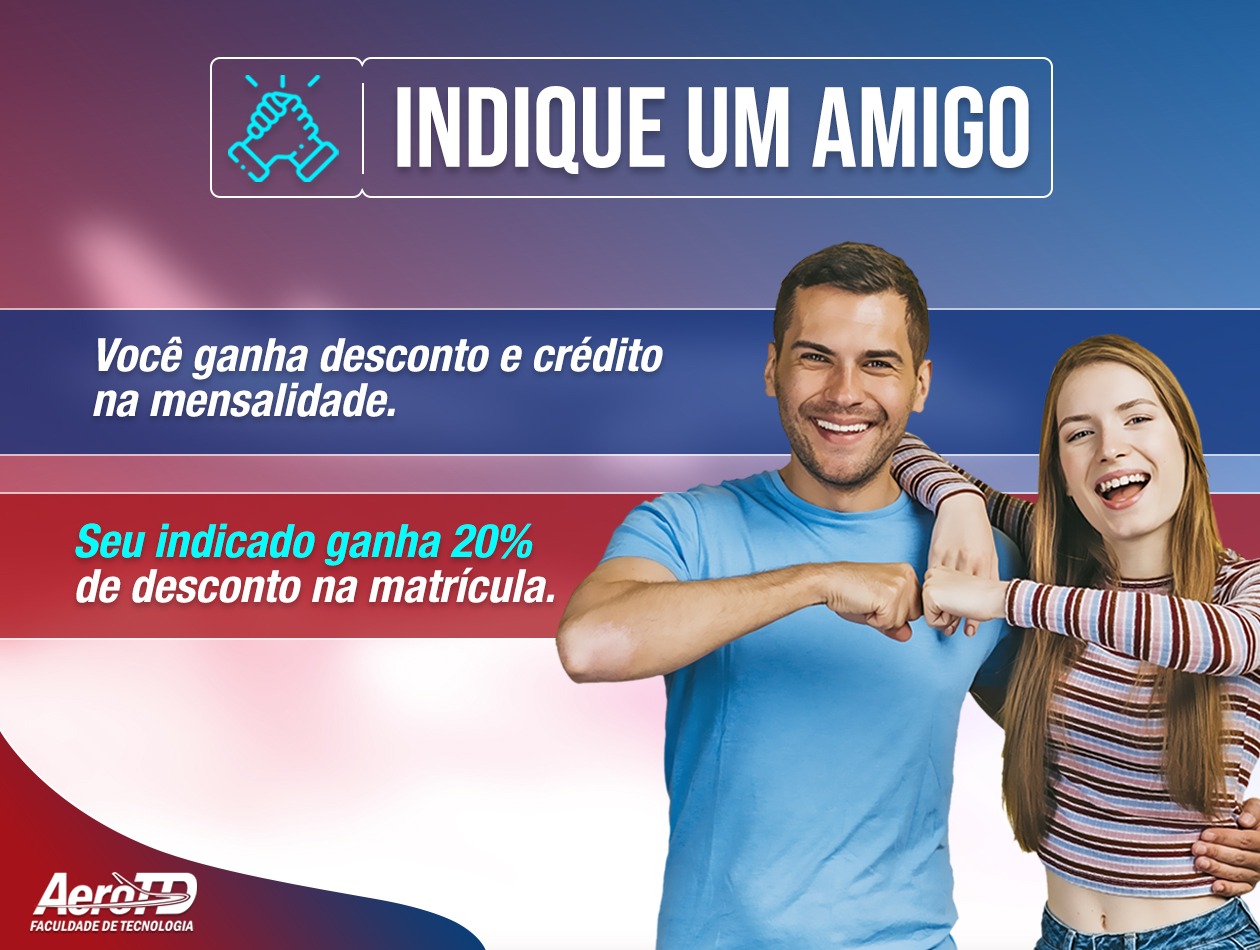 INDIQUE UM AMIGO
Você ganha desconto e crédito
na mensalidade.
Seu indicado ganha 20%
de desconto na matrícula.
AeroTD
FACULDADE DE TECNOLOGIA